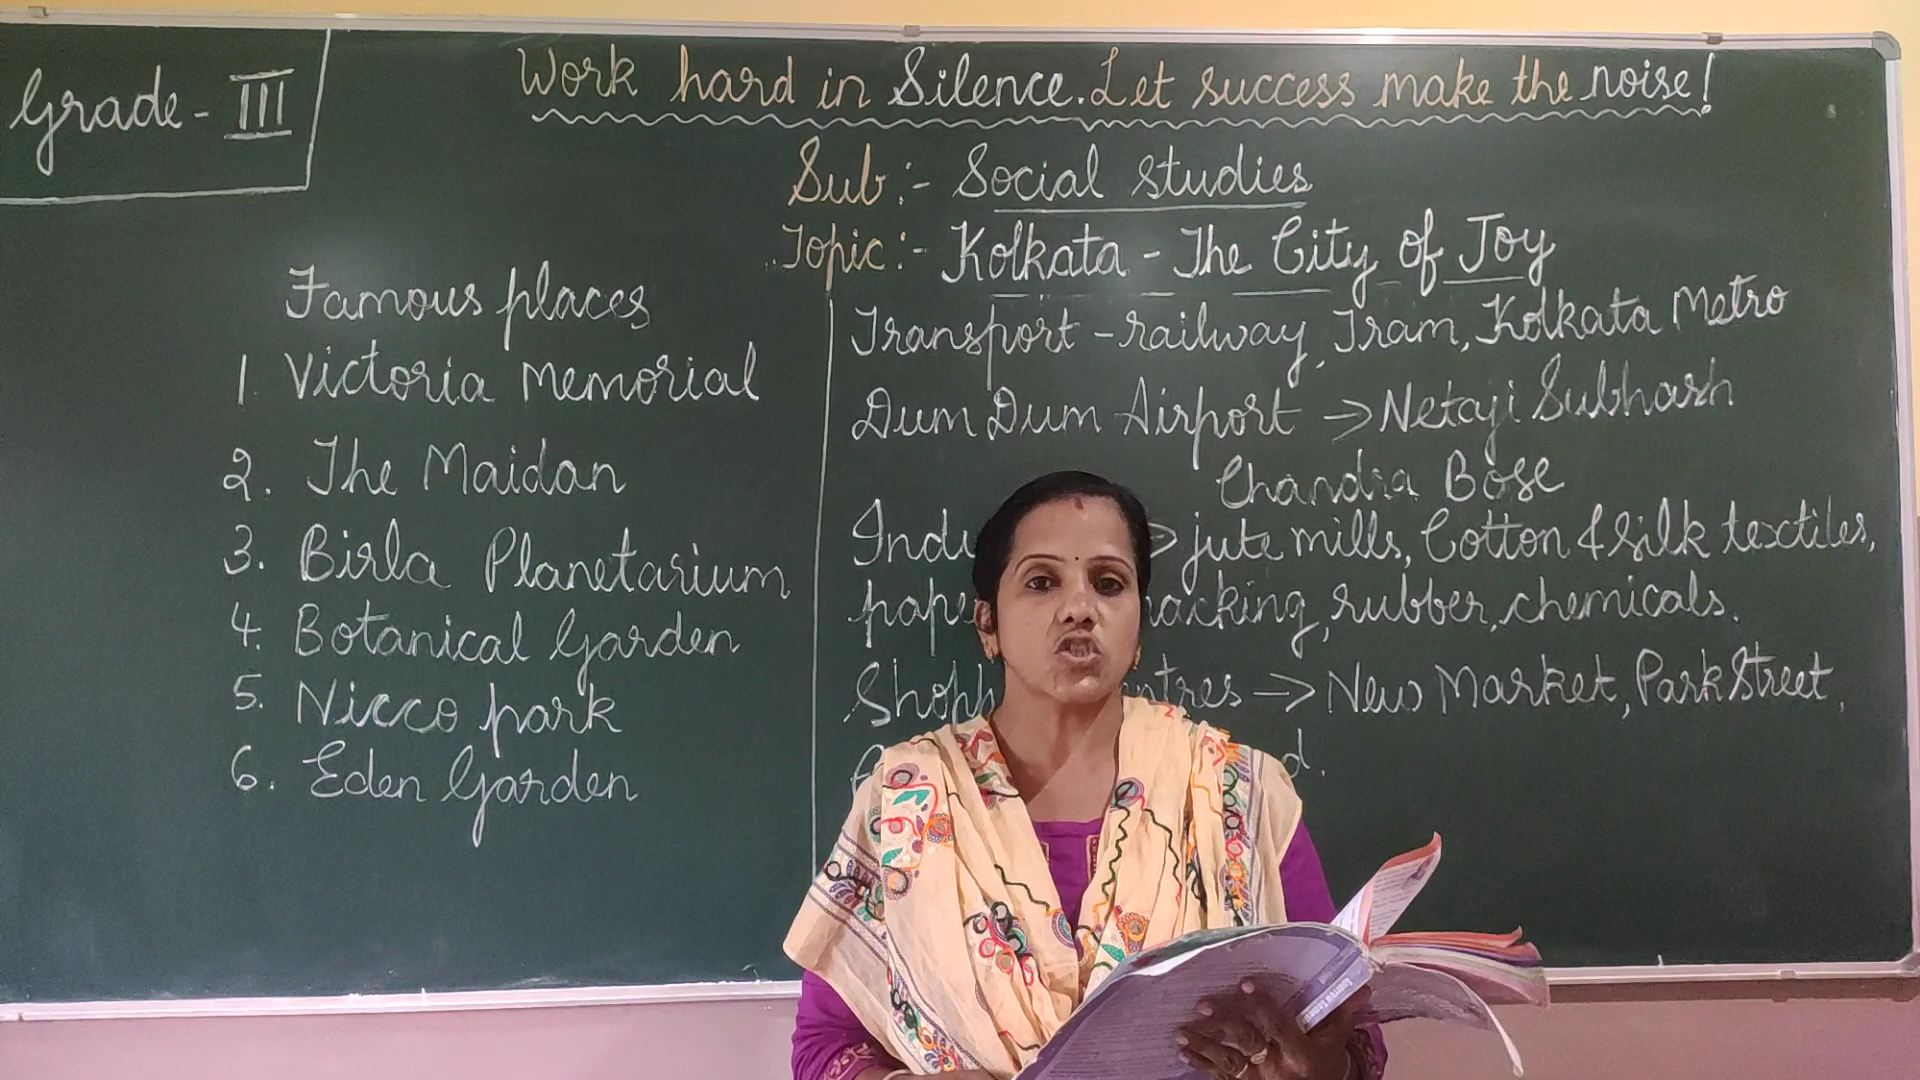 Grade - III
Work hard in Silence. Let success make the noise!
Sub:- Social studies
Topic:- Kolkata - The City of Joy
Famous places
1. Victoria Memorial
2. The Maidan
3. Birla Planetarium
4. Botanical Garden
5. Nicco park
6. Eden Garden
Transport - railway, Tram, Kolkata Metro
Dum Dum Airport → Netaji Subhash
Chandra Bose
→ jute mills, Cotton & Silk textiles,
rubber, chemicals.
→ New Market, Park Street,